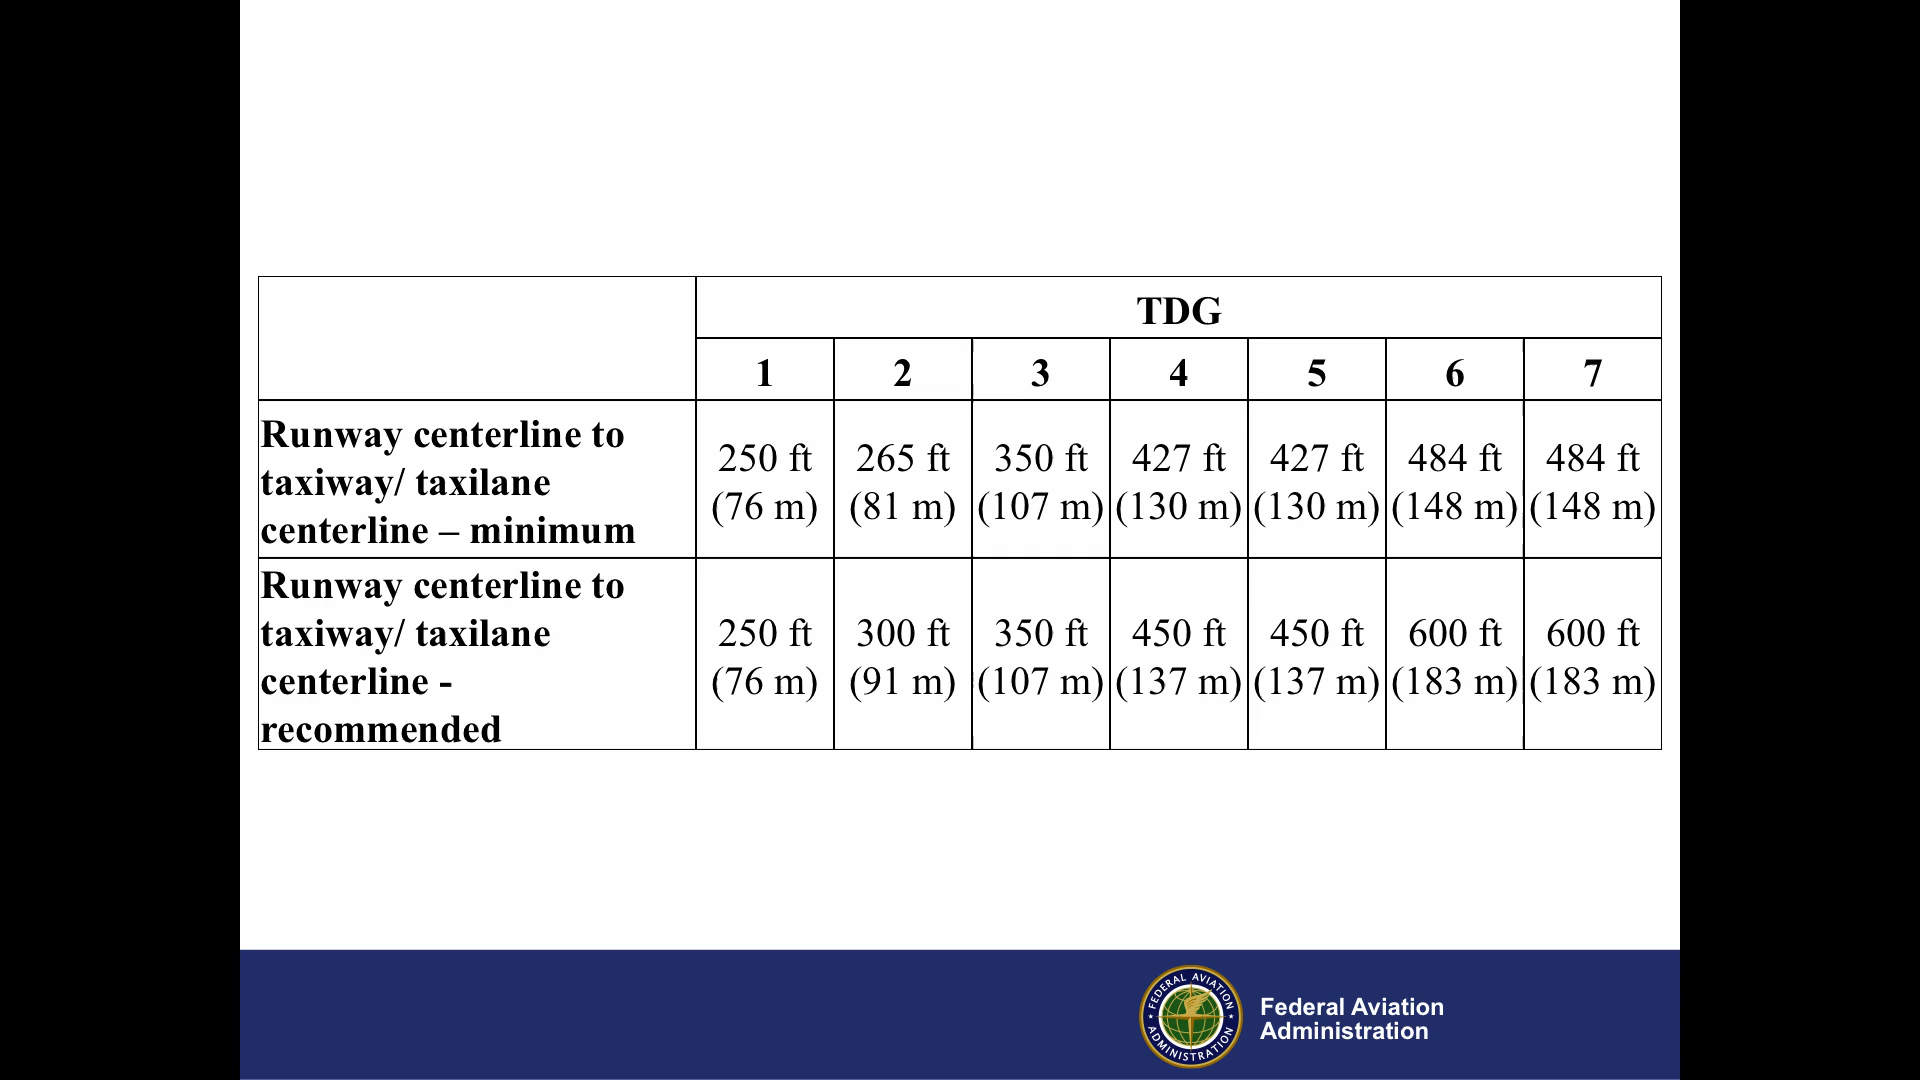 TDG
1 2 3 4 5 6 7
Runway centerline to
taxiway/ taxilane
centerline – minimum
250 ft 265 ft 350 ft 427 ft 427 ft 484 ft 484 ft
(76 m) (81 m) (107 m) (130 m) (130 m) (148 m) (148 m)
Runway centerline to
taxiway/ taxilane
centerline -
recommended
250 ft 300 ft 350 ft 450 ft 450 ft 600 ft 600 ft
(76 m) (91 m) (107 m) (137 m) (137 m) (183 m) (183 m)
FEDERAL AVIATION
ADMINISTRATION
Federal Aviation
Administration